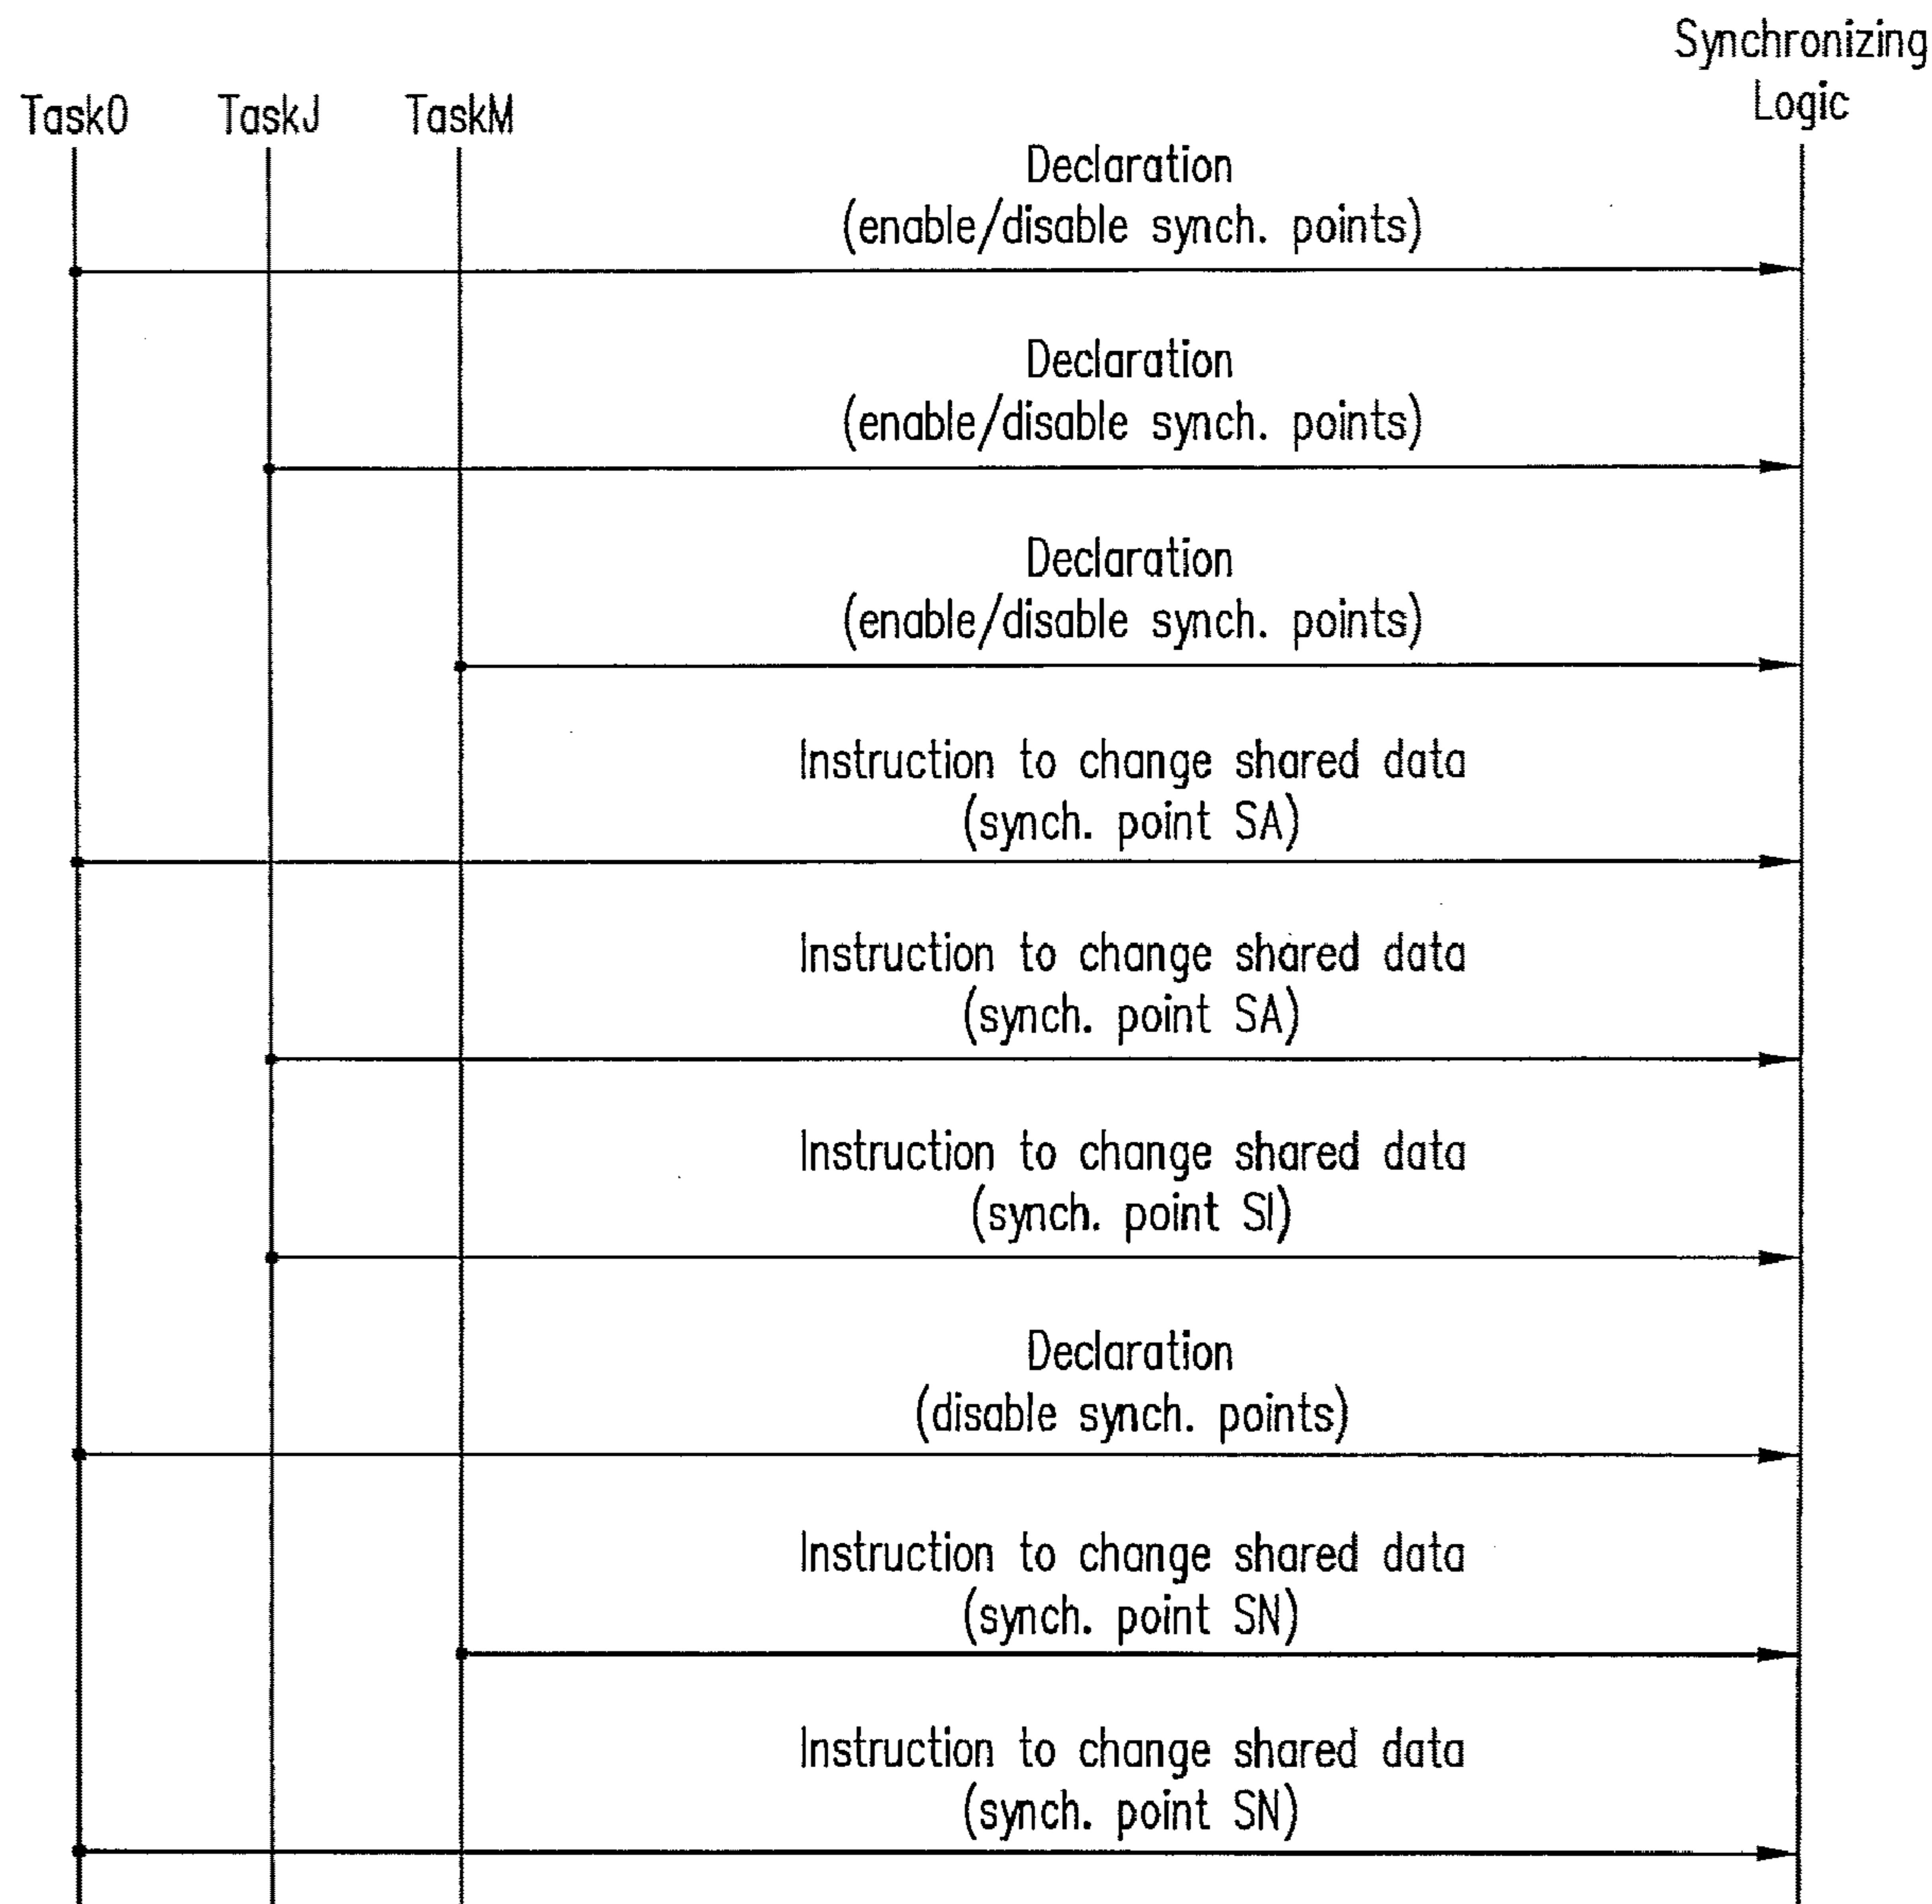 Synchronizing
Logic
Task0
TaskJ
TaskM
Declaration
(enable/disable synch. points)
Declaration
(enable/disable synch. points)
Declaration
(enable/disable synch. points)
Instruction to change shared data
(synch. point SA)
Instruction to change shared data
(synch. point SA)
Instruction to change shared data
(synch. point SI)
Declaration
(disable synch. points)
Instruction to change shared data
(synch. point SN)
Instruction to change shared data
(synch. point SN)